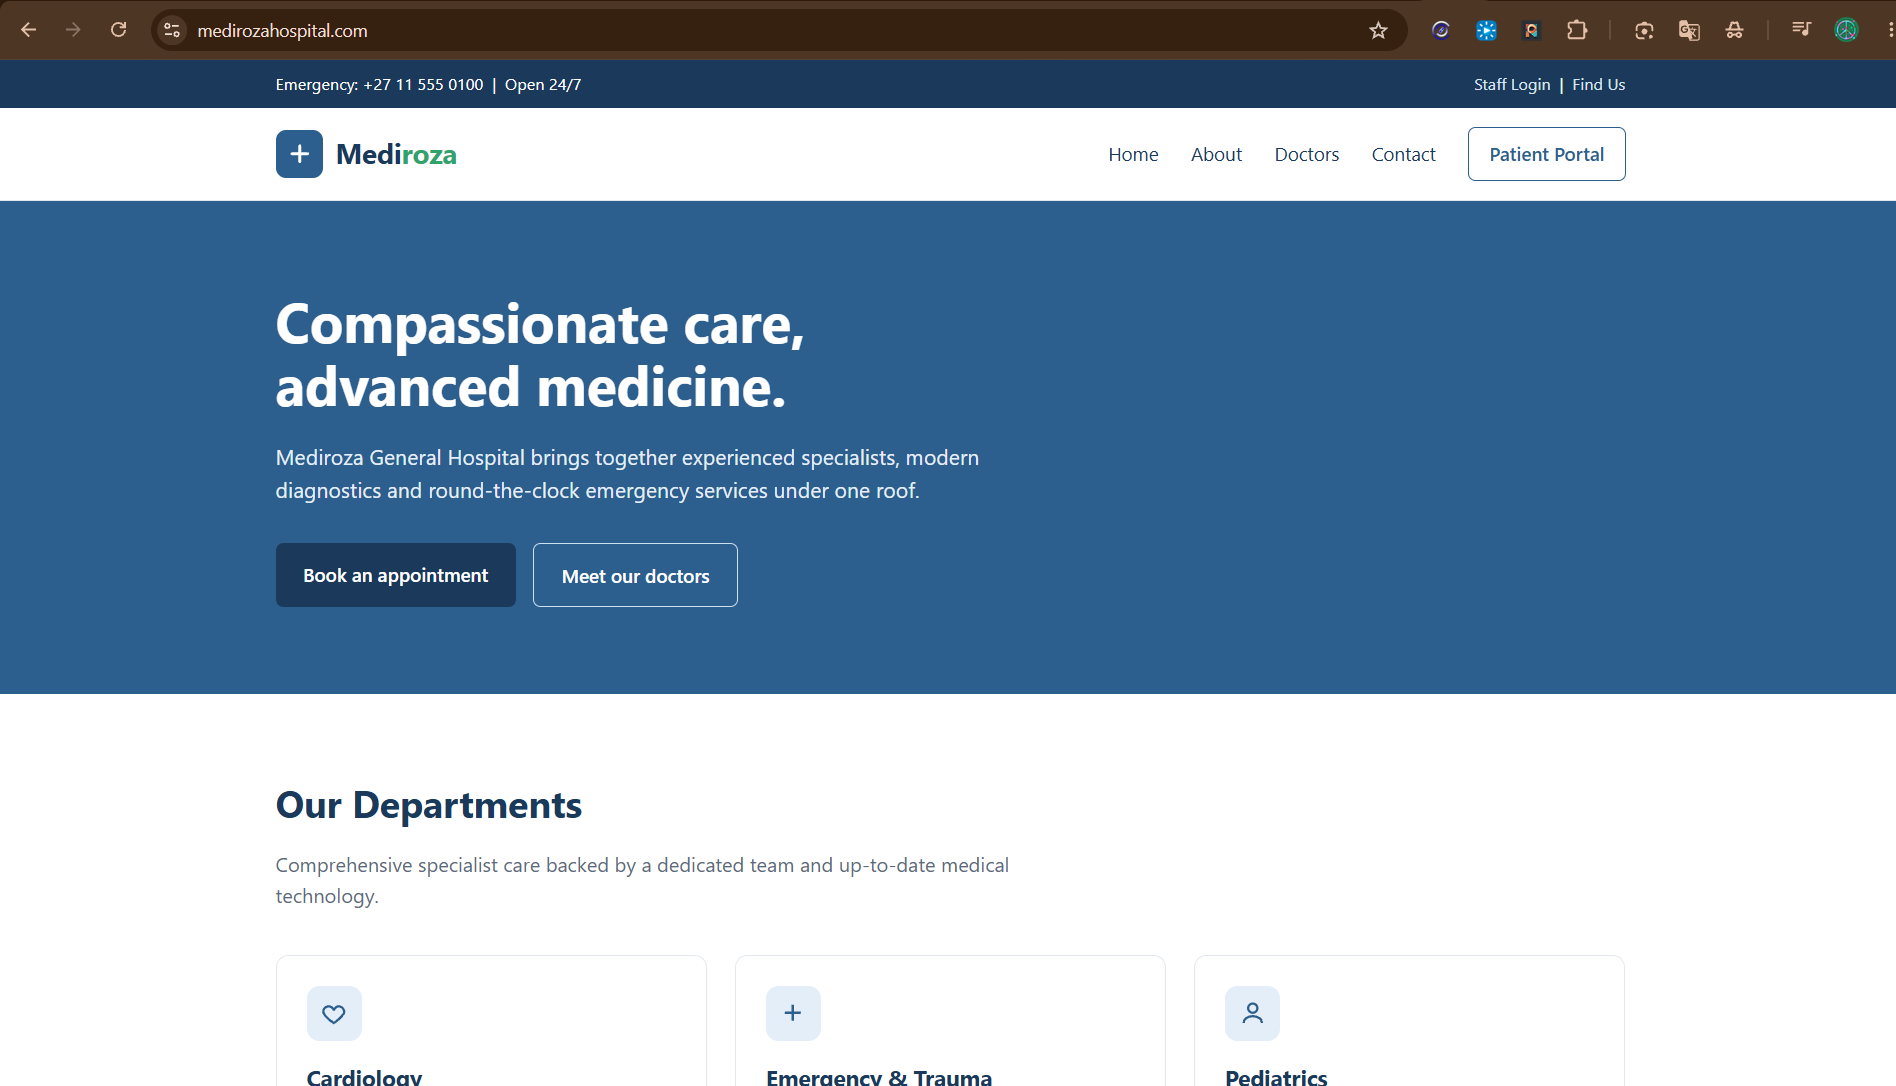 medirozahospital.com
Emergency: +27 11 555 0100 | Open 24/7
Staff Login | Find Us
Mediroza
Home
About
Doctors
Contact
Patient Portal
Compassionate care,
advanced medicine.
Mediroza General Hospital brings together experienced specialists, modern
diagnostics and round-the-clock emergency services under one roof.
Book an appointment
Meet our doctors
Our Departments
Comprehensive specialist care backed by a dedicated team and up-to-date medical
technology.
Cardiology
Emergency & Trauma
Pediatrics